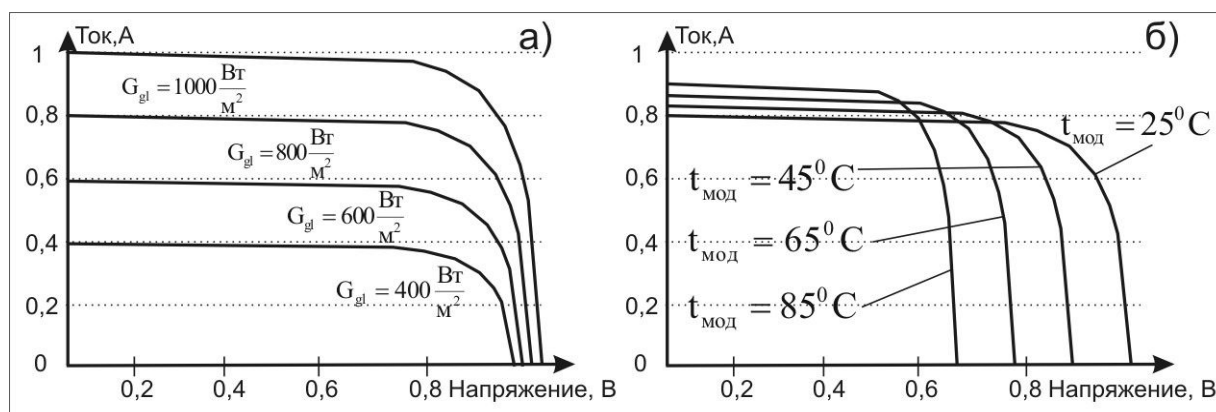 Ток,А
а)
1
0.8
0,6
0,4
0,2
0
G_gl = 1000 Вт/м²
G_gl = 800 Вт/м²
G_gl = 600 Вт/м²
G_gl = 400 Вт/м²
0,2 0,4 0,6 0,8 Напряжение, В
Ток,А
б)
1
0.8
0,6
0,4
0,2
0
t_мод = 25⁰ C
t_мод = 45⁰ C
t_мод = 65⁰ C
t_мод = 85⁰ C
0,2 0,4 0,6 0,8 Напряжение, В